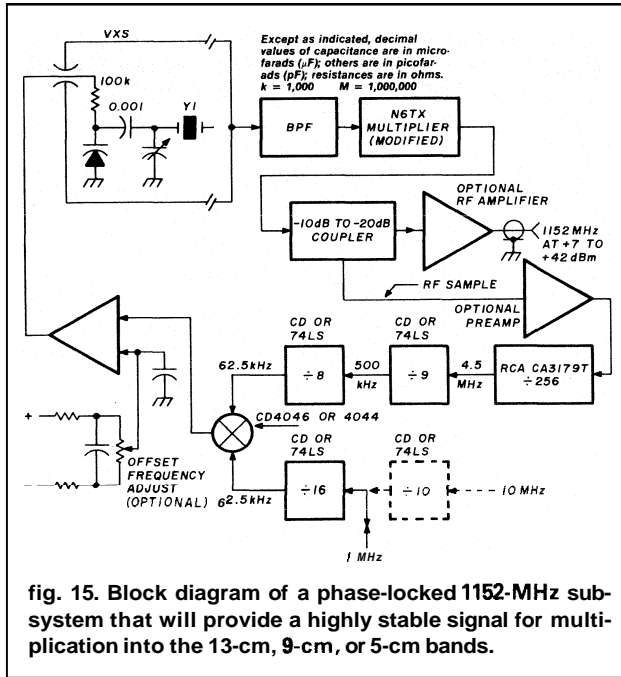 VXS
Except as indicated, decimal
values of capacitance are in micro-
farads (μF); others are in picofar-
ads (pF); resistances are in ohms.
k = 1,000 M = 1,000,000
100k
0.001
Y1
BPF
N6TX
MULTIPLIER
(MODIFIED)
OPTIONAL
RF AMPLIFIER
-10dB TO -20dB
COUPLER
1152 MHz
AT +7 TO
+42 dBm
RF SAMPLE
OPTIONAL
PREAMP
CD OR
74LS
÷8
CD OR
74LS
÷9
RCA CA3179T
÷256
62.5kHz
500
kHz
4.5
MHz
CD4046 OR 4044
+
OFFSET
FREQUENCY
ADJUST
(OPTIONAL)
62.5kHz
CD OR
74LS
÷16
CD OR
74LS
÷10
10 MHz
1 MHz
fig. 15. Block diagram of a phase-locked 1152-MHz sub-
system that will provide a highly stable signal for multi-
plication into the 13-cm, 9-cm, or 5-cm bands.